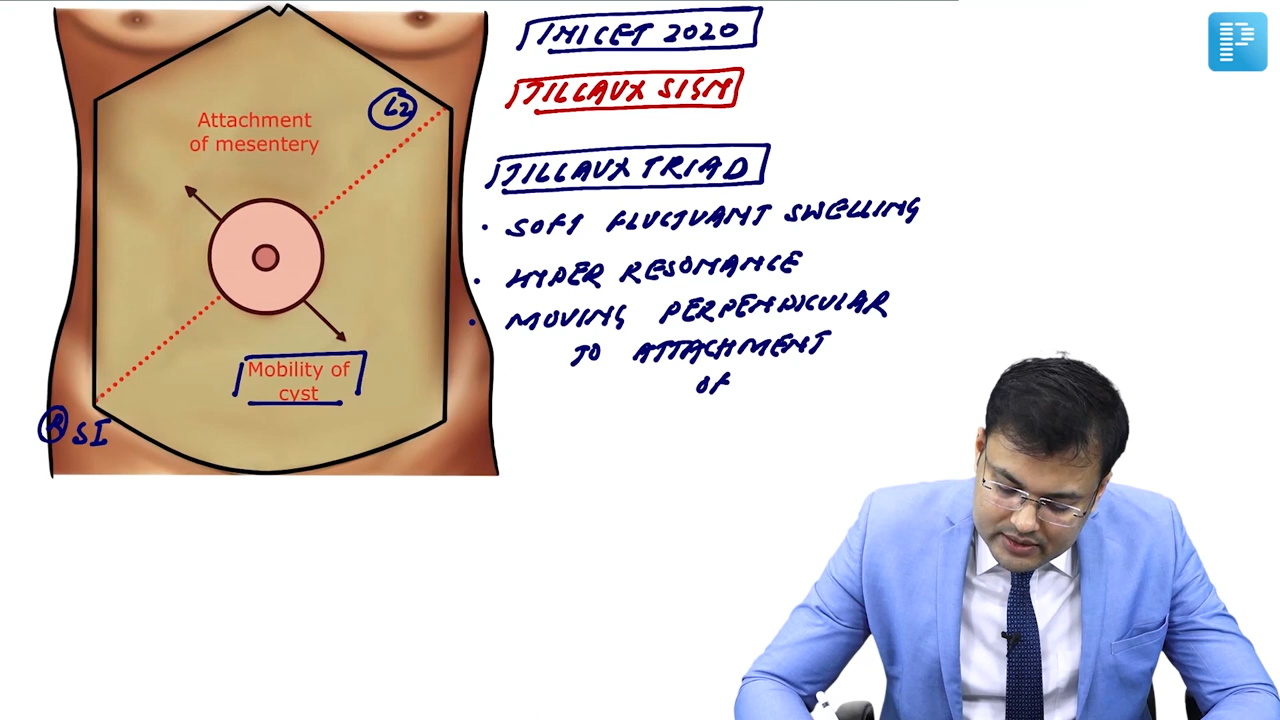 INICET 2020
TILLAUX SIGN
L2
Attachment
of mesentery
TILLAUX TRIAD
• SOFT FLUCTUANT SWELLING
• HYPER RESONANCE
• MOVING PERPENDICULAR
TO ATTACHMENT
OF
Mobility of
cyst
R SI
P